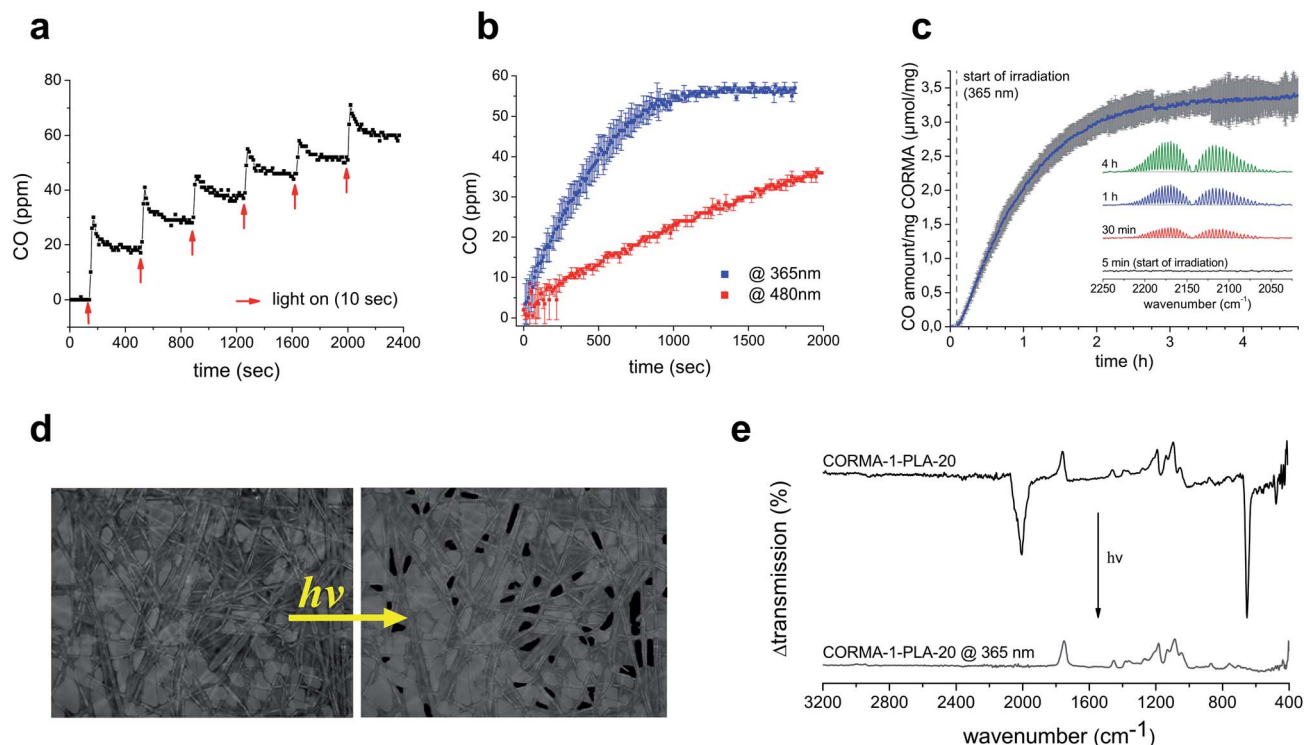 a
CO (ppm)
80
60
40
20
0
light on (10 sec)
0 400 800 1200 1600 2000 2400
time (sec)
b
CO (ppm)
60
50
40
30
20
10
0
@ 365nm
@ 480nm
0 500 1000 1500 2000
time (sec)
c
CO amount/mg CORMA (µmol/mg)
3,5
3,0
2,5
2,0
1,5
1,0
0,5
0,0
start of irradiation
(365 nm)
4 h
1 h
30 min
5 min (start of irradiation)
2250 2200 2150 2100 2050
wavenumber (cm⁻¹)
0 1 2 3 4
time (h)
d
hν
e
Δtransmission (%)
CORMA-1-PLA-20
hν
CORMA-1-PLA-20 @ 365 nm
3200 2800 2400 2000 1600 1200 800 400
wavenumber (cm⁻¹)